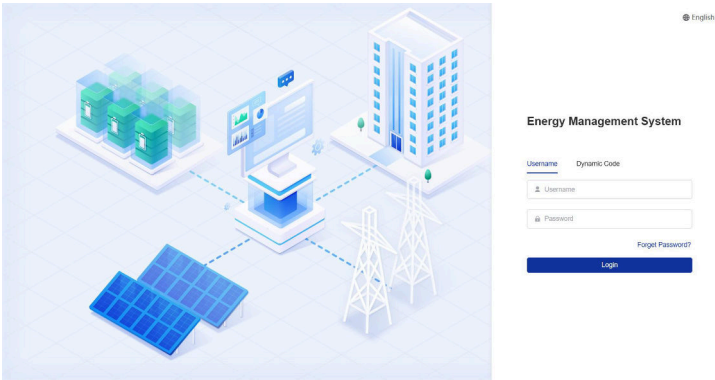 English
Energy Management System
Username Dynamic Code
Username
Password
Forget Password?
Login